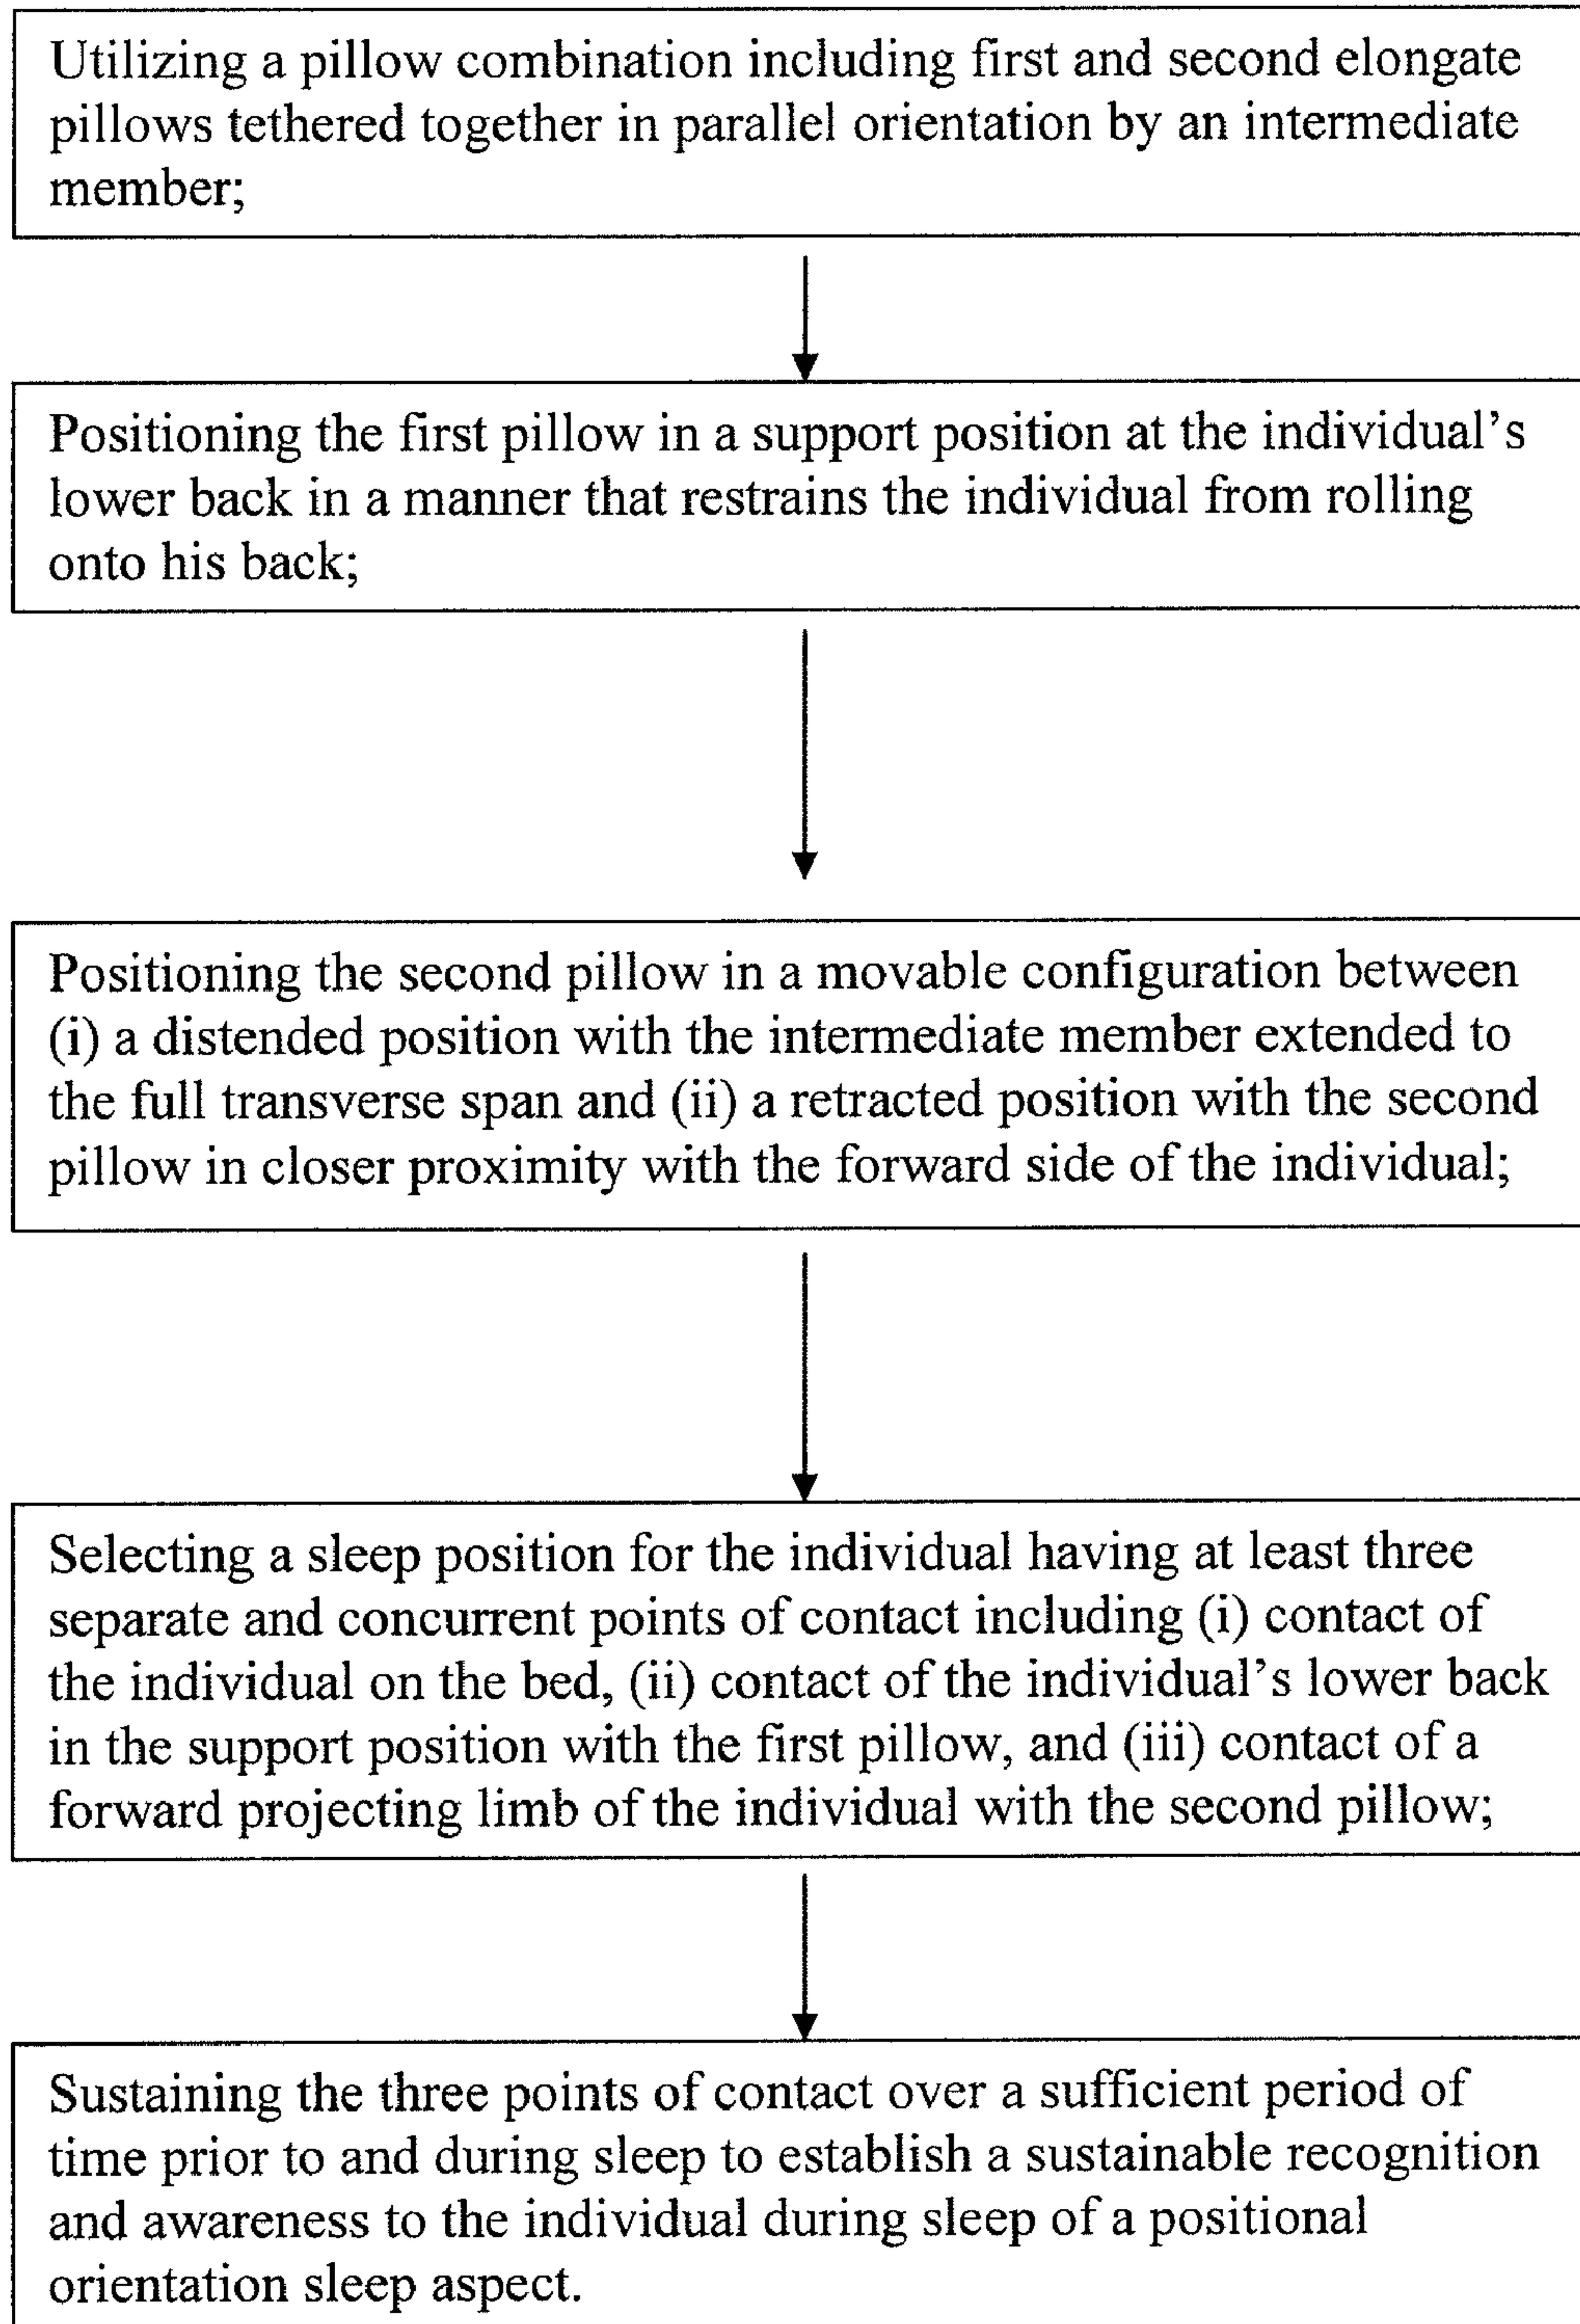 Utilizing a pillow combination including first and second elongate
pillows tethered together in parallel orientation by an intermediate
member;
Positioning the first pillow in a support position at the individual’s
lower back in a manner that restrains the individual from rolling
onto his back;
Positioning the second pillow in a movable configuration between
(i) a distended position with the intermediate member extended to
the full transverse span and (ii) a retracted position with the second
pillow in closer proximity with the forward side of the individual;
Selecting a sleep position for the individual having at least three
separate and concurrent points of contact including (i) contact of
the individual on the bed, (ii) contact of the individual’s lower back
in the support position with the first pillow, and (iii) contact of a
forward projecting limb of the individual with the second pillow;
Sustaining the three points of contact over a sufficient period of
time prior to and during sleep to establish a sustainable recognition
and awareness to the individual during sleep of a positional
orientation sleep aspect.